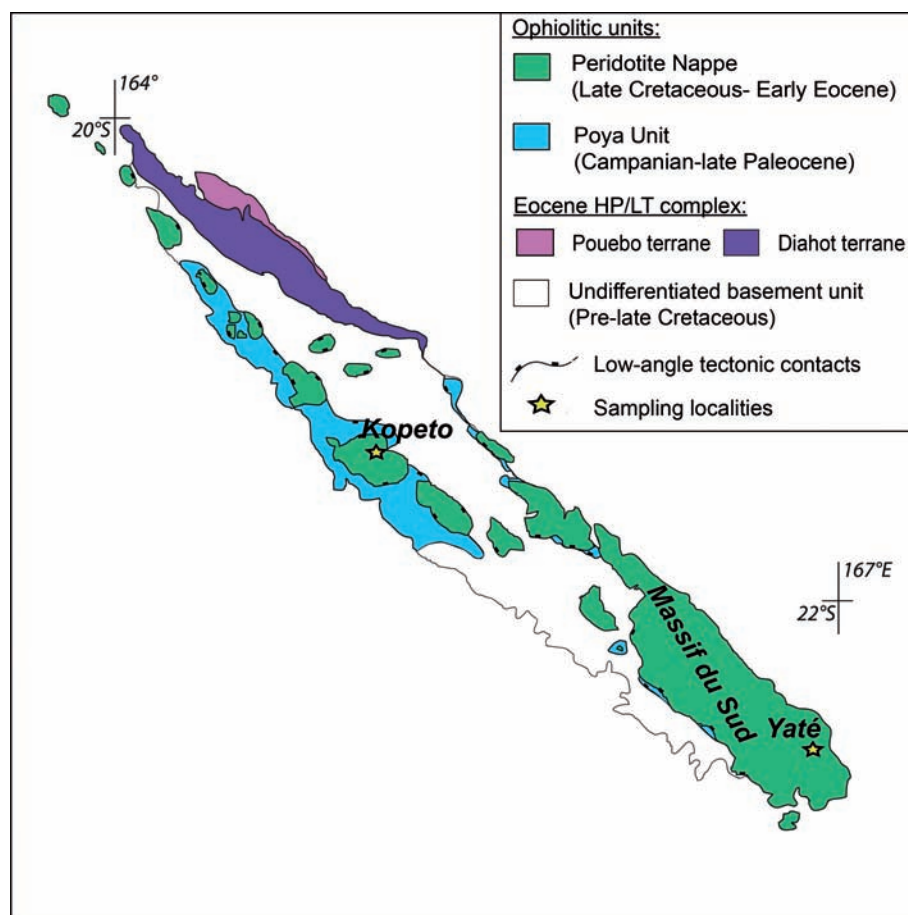 Ophiolitic units:
Peridotite Nappe
(Late Cretaceous- Early Eocene)
Poya Unit
(Campanian-late Paleocene)
Eocene HP/LT complex:
Pouebo terrane
Diahot terrane
Undifferentiated basement unit
(Pre-late Cretaceous)
Low-angle tectonic contacts
Sampling localities
164°
20°S
Kopeto
167°E
22°S
Massif du Sud
Yaté